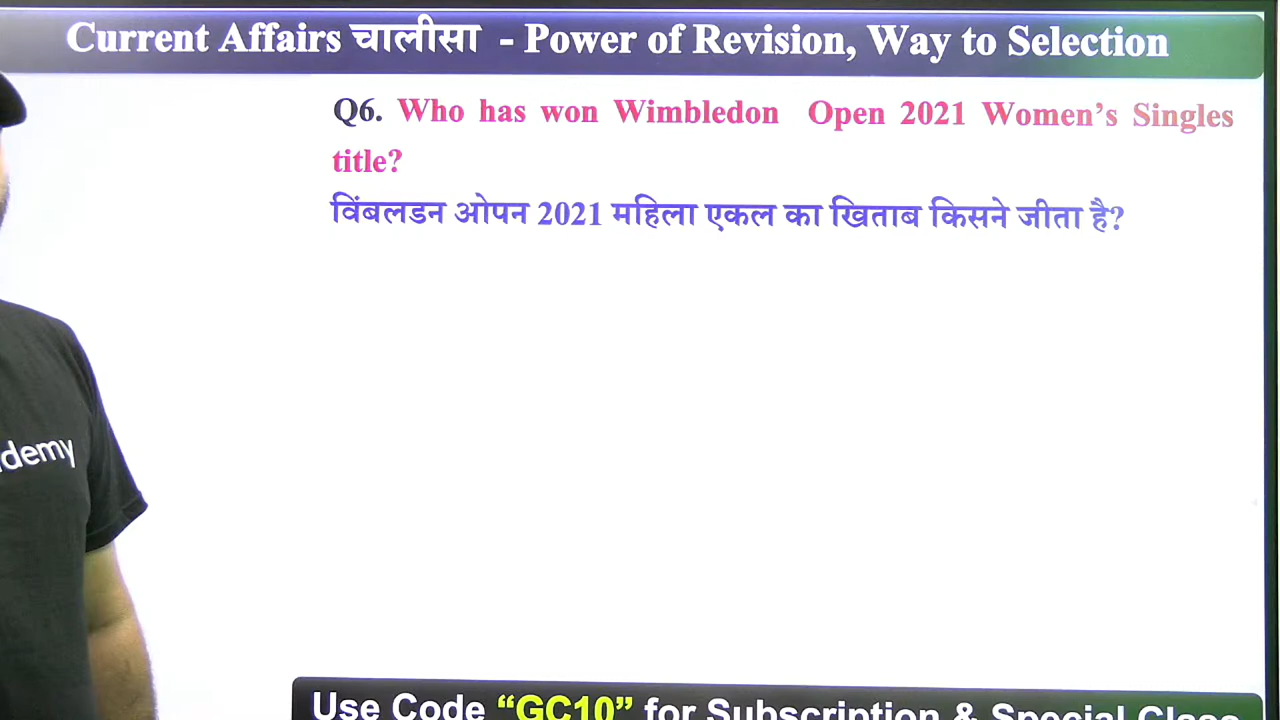 Current Affairs चालीसा - Power of Revision, Way to Selection
Q6. Who has won Wimbledon Open 2021 Women’s Singles
title?
विंबलडन ओपन 2021 महिला एकल का खिताब किसने जीता है?
demy
Use Code “GC10” for Subscription & Special Class